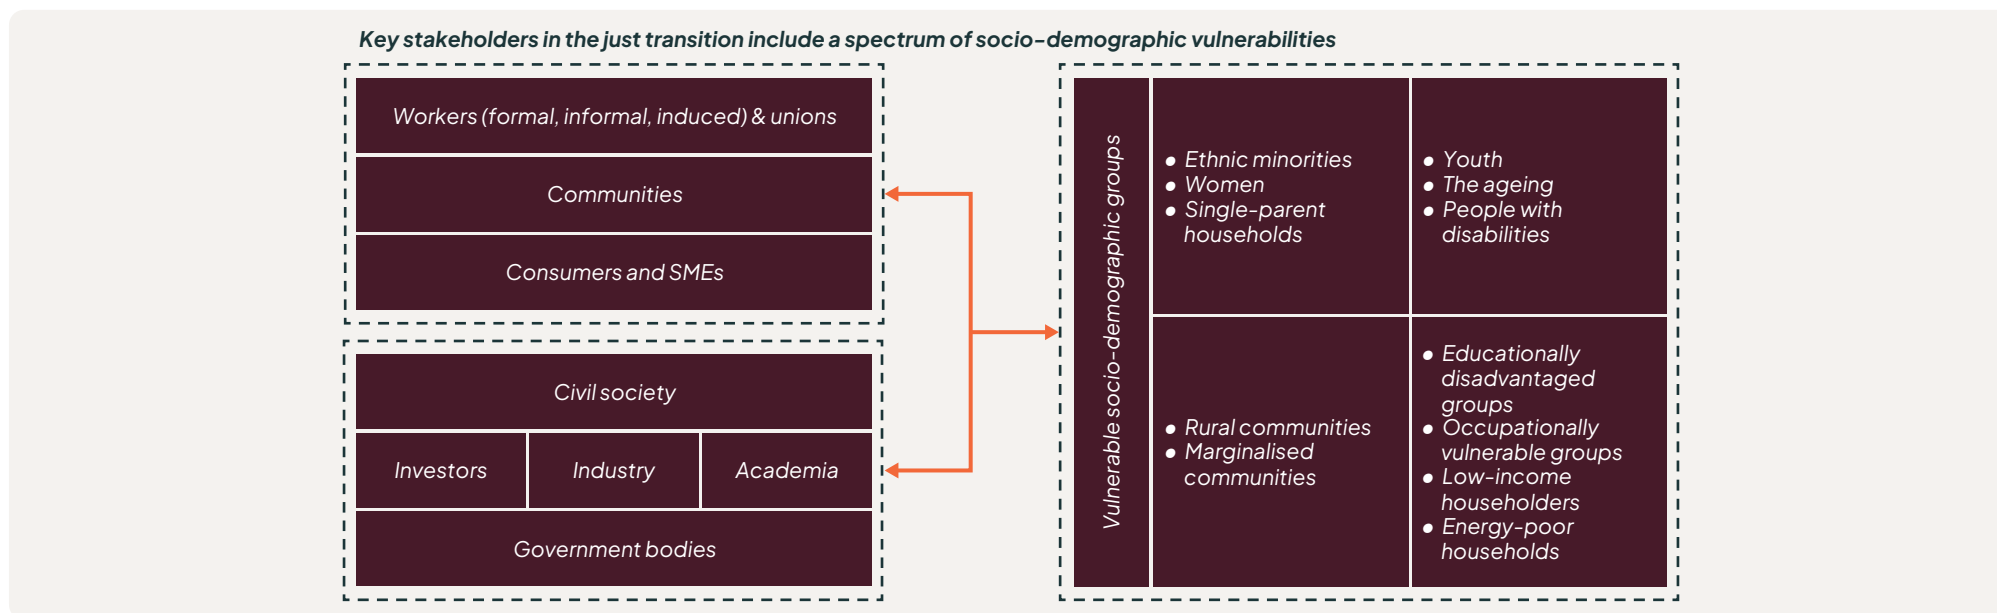 Key stakeholders in the just transition include a spectrum of socio-demographic vulnerabilities
Workers (formal, informal, induced) & unions
Communities
Consumers and SMEs
Civil society
Investors
Industry
Academia
Government bodies
Vulnerable socio-demographic groups
● Ethnic minorities
● Women
● Single-parent
households
● Youth
● The ageing
● People with
disabilities
● Rural communities
● Marginalised
communities
● Educationally
disadvantaged
groups
● Occupationally
vulnerable groups
● Low-income
householders
● Energy-poor
households